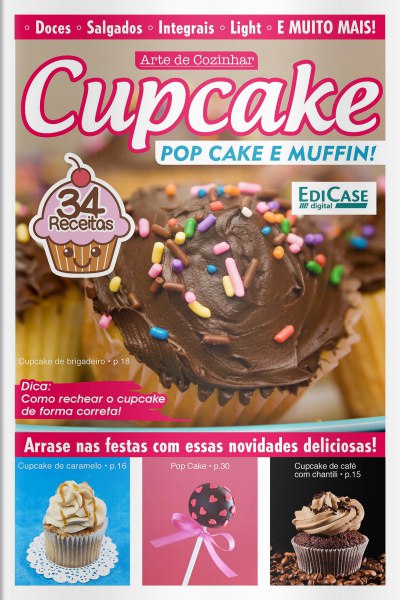 • Doces • Salgados • Integrais • Light • E MUITO MAIS!
Arte de Cozinhar
Cupcake
POP CAKE E MUFFIN!
34
Receitas
EDICASE
digital
Cupcake de brigadeiro • p.18
Dica:
Como rechear o cupcake
de forma correta!
Arrase nas festas com essas novidades deliciosas!
Cupcake de caramelo • p.16
Pop Cake • p.30
Cupcake de café
com chantili • p.15